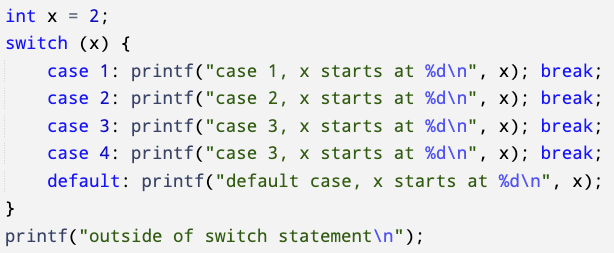 int x = 2;
switch (x) {
    case 1: printf("case 1, x starts at %d\n", x); break;
    case 2: printf("case 2, x starts at %d\n", x); break;
    case 3: printf("case 3, x starts at %d\n", x); break;
    case 4: printf("case 3, x starts at %d\n", x); break;
    default: printf("default case, x starts at %d\n", x);
}
printf("outside of switch statement\n");